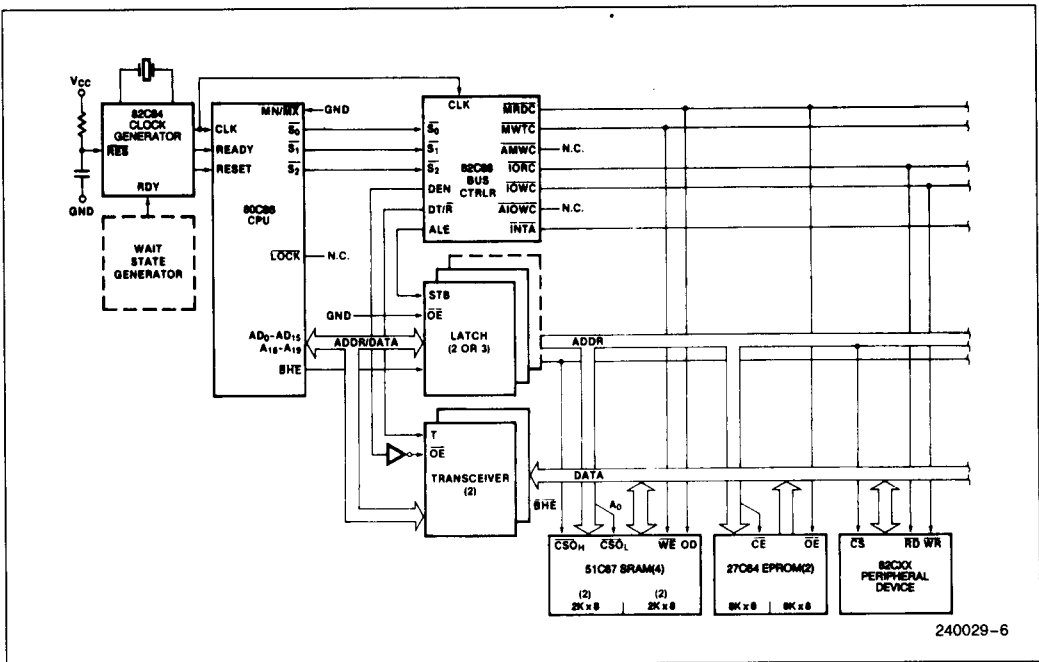 Vcc
82C84
CLOCK
GENERATOR
RES
RDY
GND
WAIT
STATE
GENERATOR
MN/MX
GND
CLK
READY
RESET
S0
S1
S2
80C86
CPU
LOCK
N.C.
AD0-AD15
A16-A19
BHE
ADDR/DATA
CLK
S0
S1
S2
DEN
DT/R
ALE
82C88
BUS
CTRLR
MRDC
MWTC
AMWC
N.C.
IORC
IOWC
AIOWC
N.C.
INTA
STB
GND
OE
LATCH
(2 OR 3)
ADDR
T
OE
TRANSCEIVER
(2)
DATA
BHE
A0
CSOH CSOL WE OD
51C67 SRAM(4)
(2) (2)
2K x 8 2K x 8
CE OE
27C64 EPROM(2)
8K x 8 8K x 8
CS RD WR
82CXX
PERIPHERAL
DEVICE
240029-6